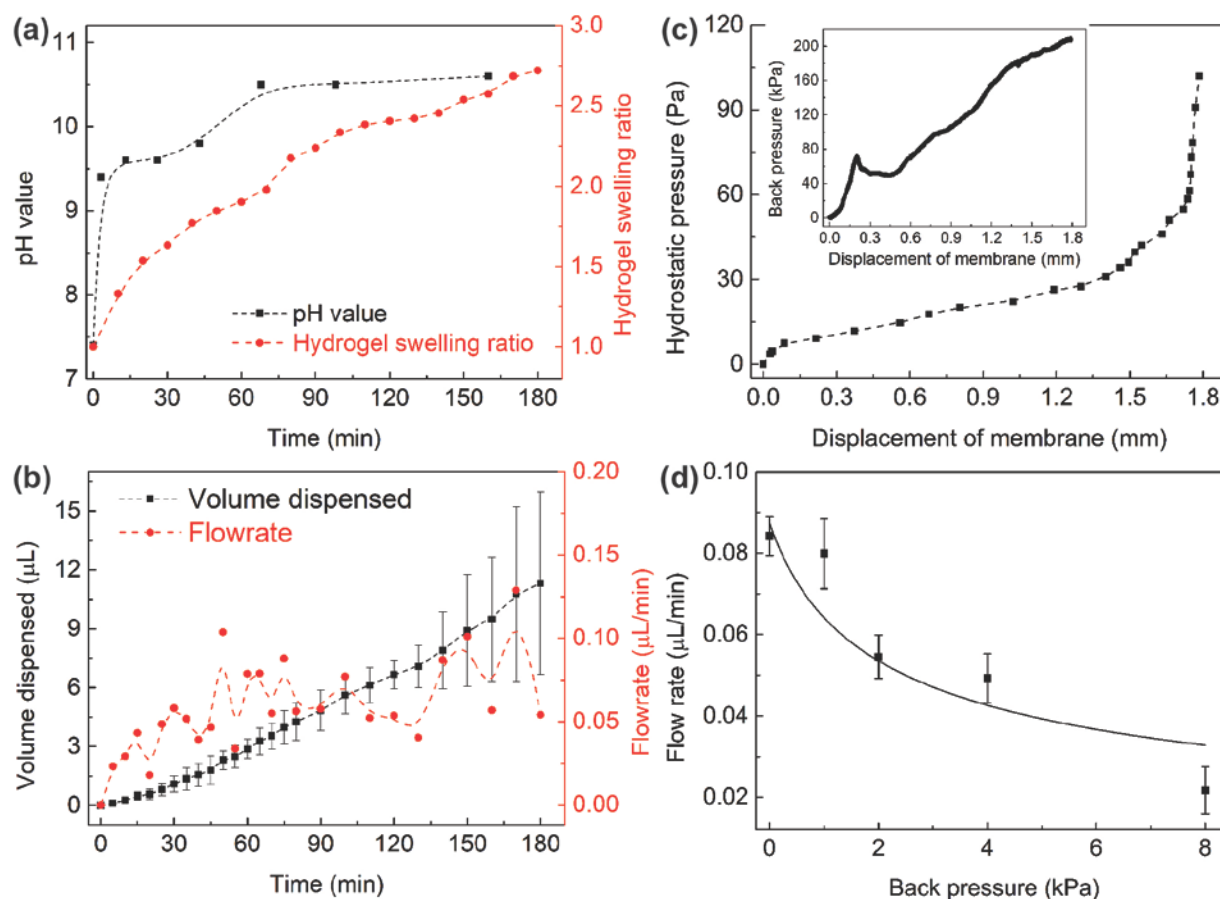 (a)
11
10
9
8
7
pH value
0 30 60 90 120 150 180
Time (min)
3.0
2.5
2.0
1.5
1.0
Hydrogel swelling ratio
pH value
Hydrogel swelling ratio
(c)
120
90
60
30
0
Hydrostatic pressure (Pa)
0.0 0.3 0.6 0.9 1.2 1.5 1.8
Displacement of membrane (mm)
200
160
120
80
40
0
Back pressure (kPa)
0.0 0.3 0.6 0.9 1.2 1.5 1.8
Displacement of membrane (mm)
(b)
15
12
9
6
3
0
Volume dispensed (μL)
0 30 60 90 120 150 180
Time (min)
0.20
0.15
0.10
0.05
0.00
Flowrate (μL/min)
Volume dispensed
Flowrate
(d)
0.10
0.08
0.06
0.04
0.02
Flow rate (μL/min)
0 2 4 6 8
Back pressure (kPa)